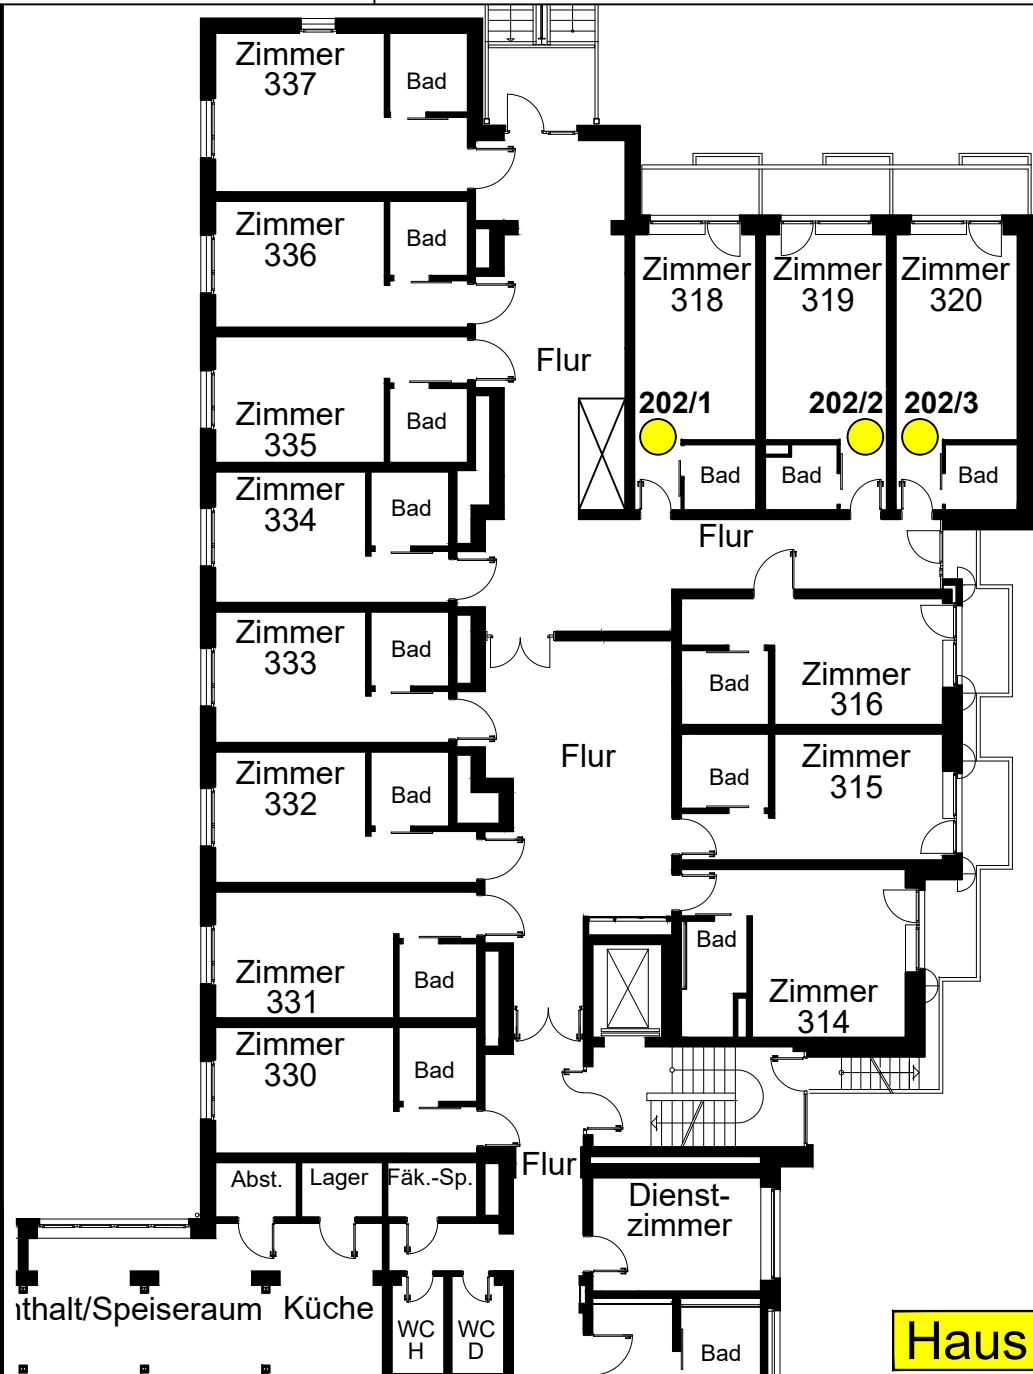 Zimmer
337
Bad
Zimmer
336
Bad
Zimmer
318
Zimmer
319
Zimmer
320
Flur
Zimmer
335
Bad
202/1
202/2
202/3
Bad
Bad
Bad
Zimmer
334
Bad
Flur
Zimmer
333
Bad
Bad
Zimmer
316
Flur
Zimmer
315
Bad
Zimmer
332
Bad
Zimmer
331
Bad
Bad
Zimmer
314
Zimmer
330
Bad
Flur
Abst.
Lager
Fäk.-Sp.
Dienst-
zimmer
nthalt/Speiseraum
Küche
WC
H
WC
D
Bad
Haus